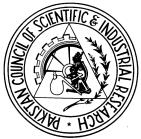 PAKISTAN COUNCIL OF SCIENTIFIC & INDUSTRIAL RESEARCH